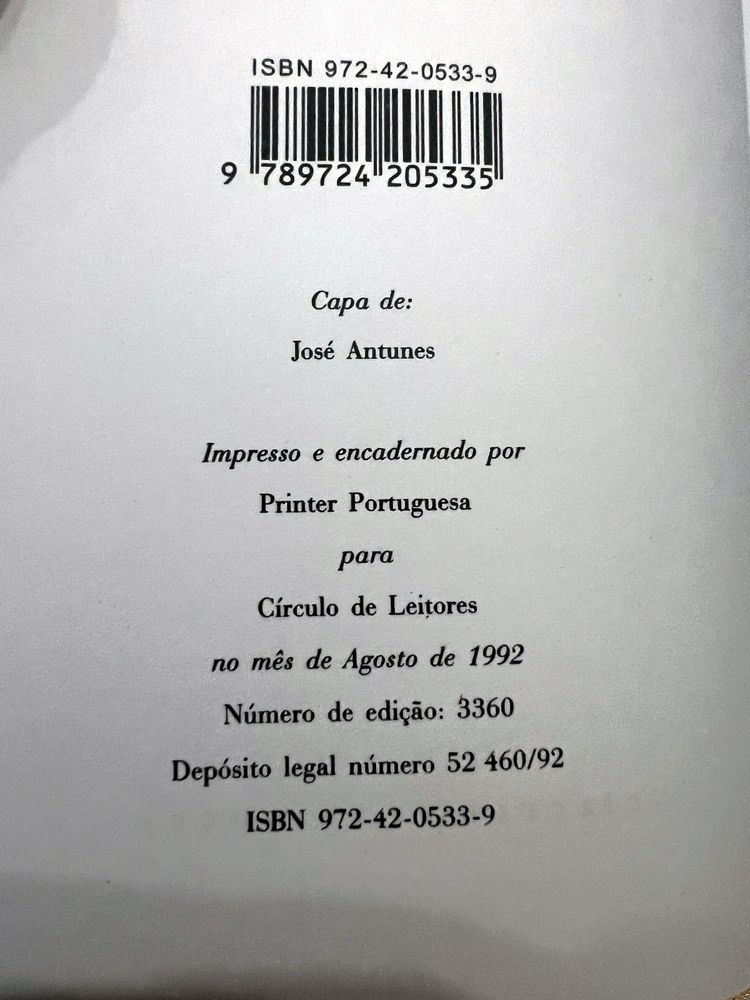 ISBN 972-42-0533-9
9 789724 205335
Capa de:
José Antunes
Impresso e encadernado por
Printer Portuguesa
para
Círculo de Leitores
no mês de Agosto de 1992
Número de edição: 3360
Depósito legal número 52 460/92
ISBN 972-42-0533-9